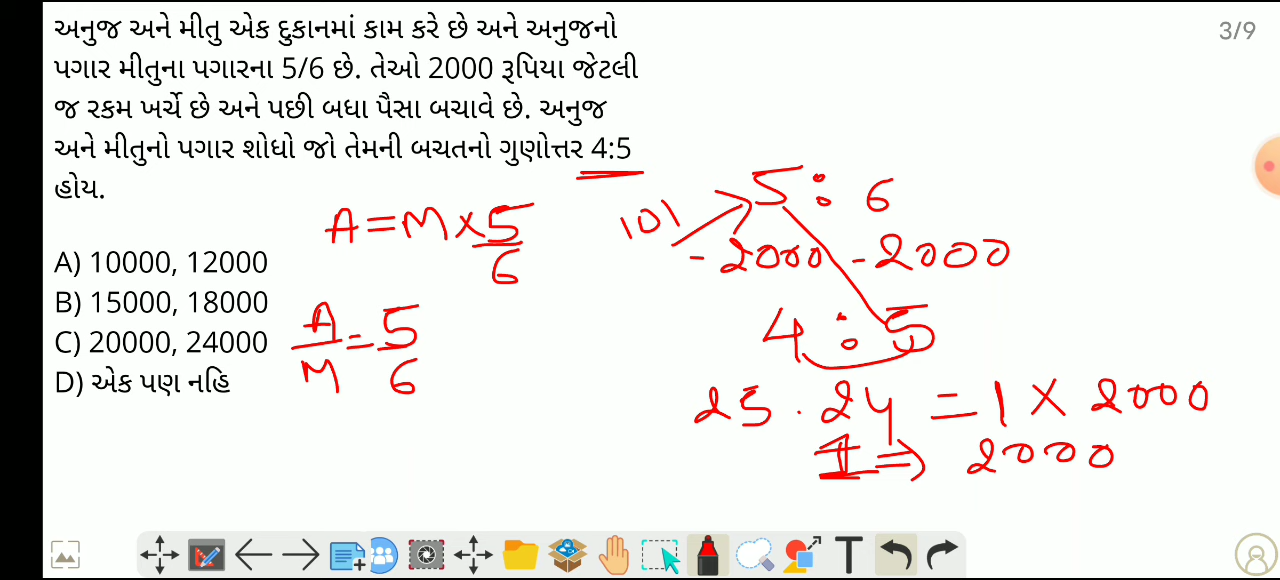 અનુજ અને મીતુ એક દુકાનમાં કામ કરે છે અને અનુજનો
પગાર મીતુના પગારના 5/6 છે. તેઓ 2000 રૂપિયા જેટલી
જ રકમ ખર્ચે છે અને પછી બધા પૈસા બચાવે છે. અનુજ
અને મીતુનો પગાર શોધો જો તેમની બચતનો ગુણોત્તર 4:5
હોય.
A) 10000, 12000
B) 15000, 18000
C) 20000, 24000
D) એક પણ નહિ
3/9
A = M × 5/6
A/M = 5/6
5 : 6
- 2000 - 2000
4 : 5
25 . 24 = 1 × 2000
1 ⇒ 2000
T